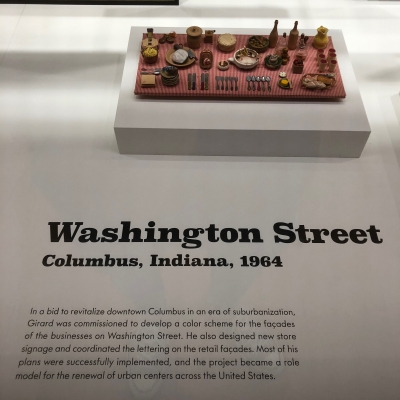 Washington Street
Columbus, Indiana, 1964
In a bid to revitalize downtown Columbus in an era of suburbanization,
Girard was commissioned to develop a color scheme for the façades
of the businesses on Washington Street. He also designed new store
signage and coordinated the lettering on the retail façades. Most of his
plans were successfully implemented, and the project became a role
model for the renewal of urban centers across the United States.